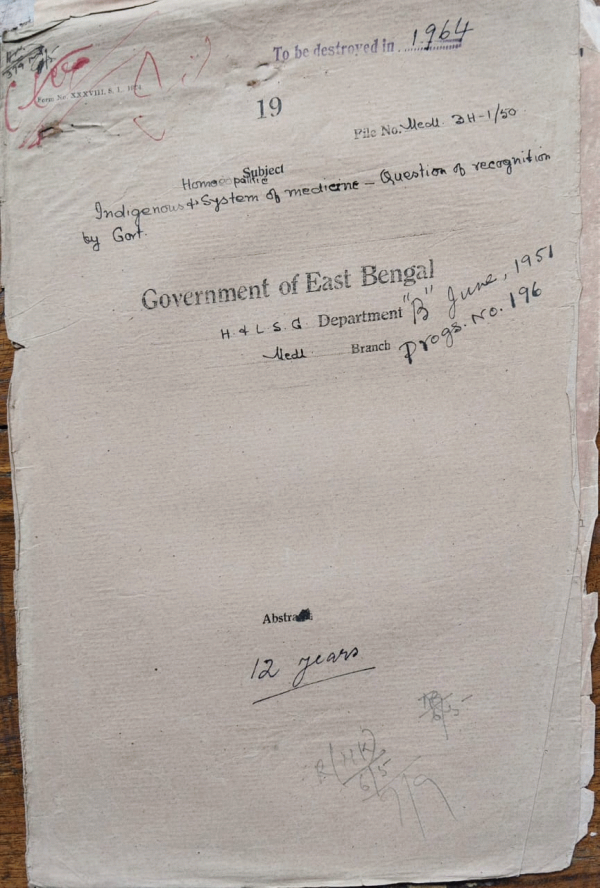 To be destroyed in 1964
Form No. XXXVIII. S. I. 1074
19
File No. Medl. 3H-1/50
Subject
Homoeopathic
Indigenous & System of medicine – Question of recognition
by Govt.
Government of East Bengal
H. & L. S. G. Department "B" June, 1951
Medl. Branch Progs. No. 196
Abstract
12 years